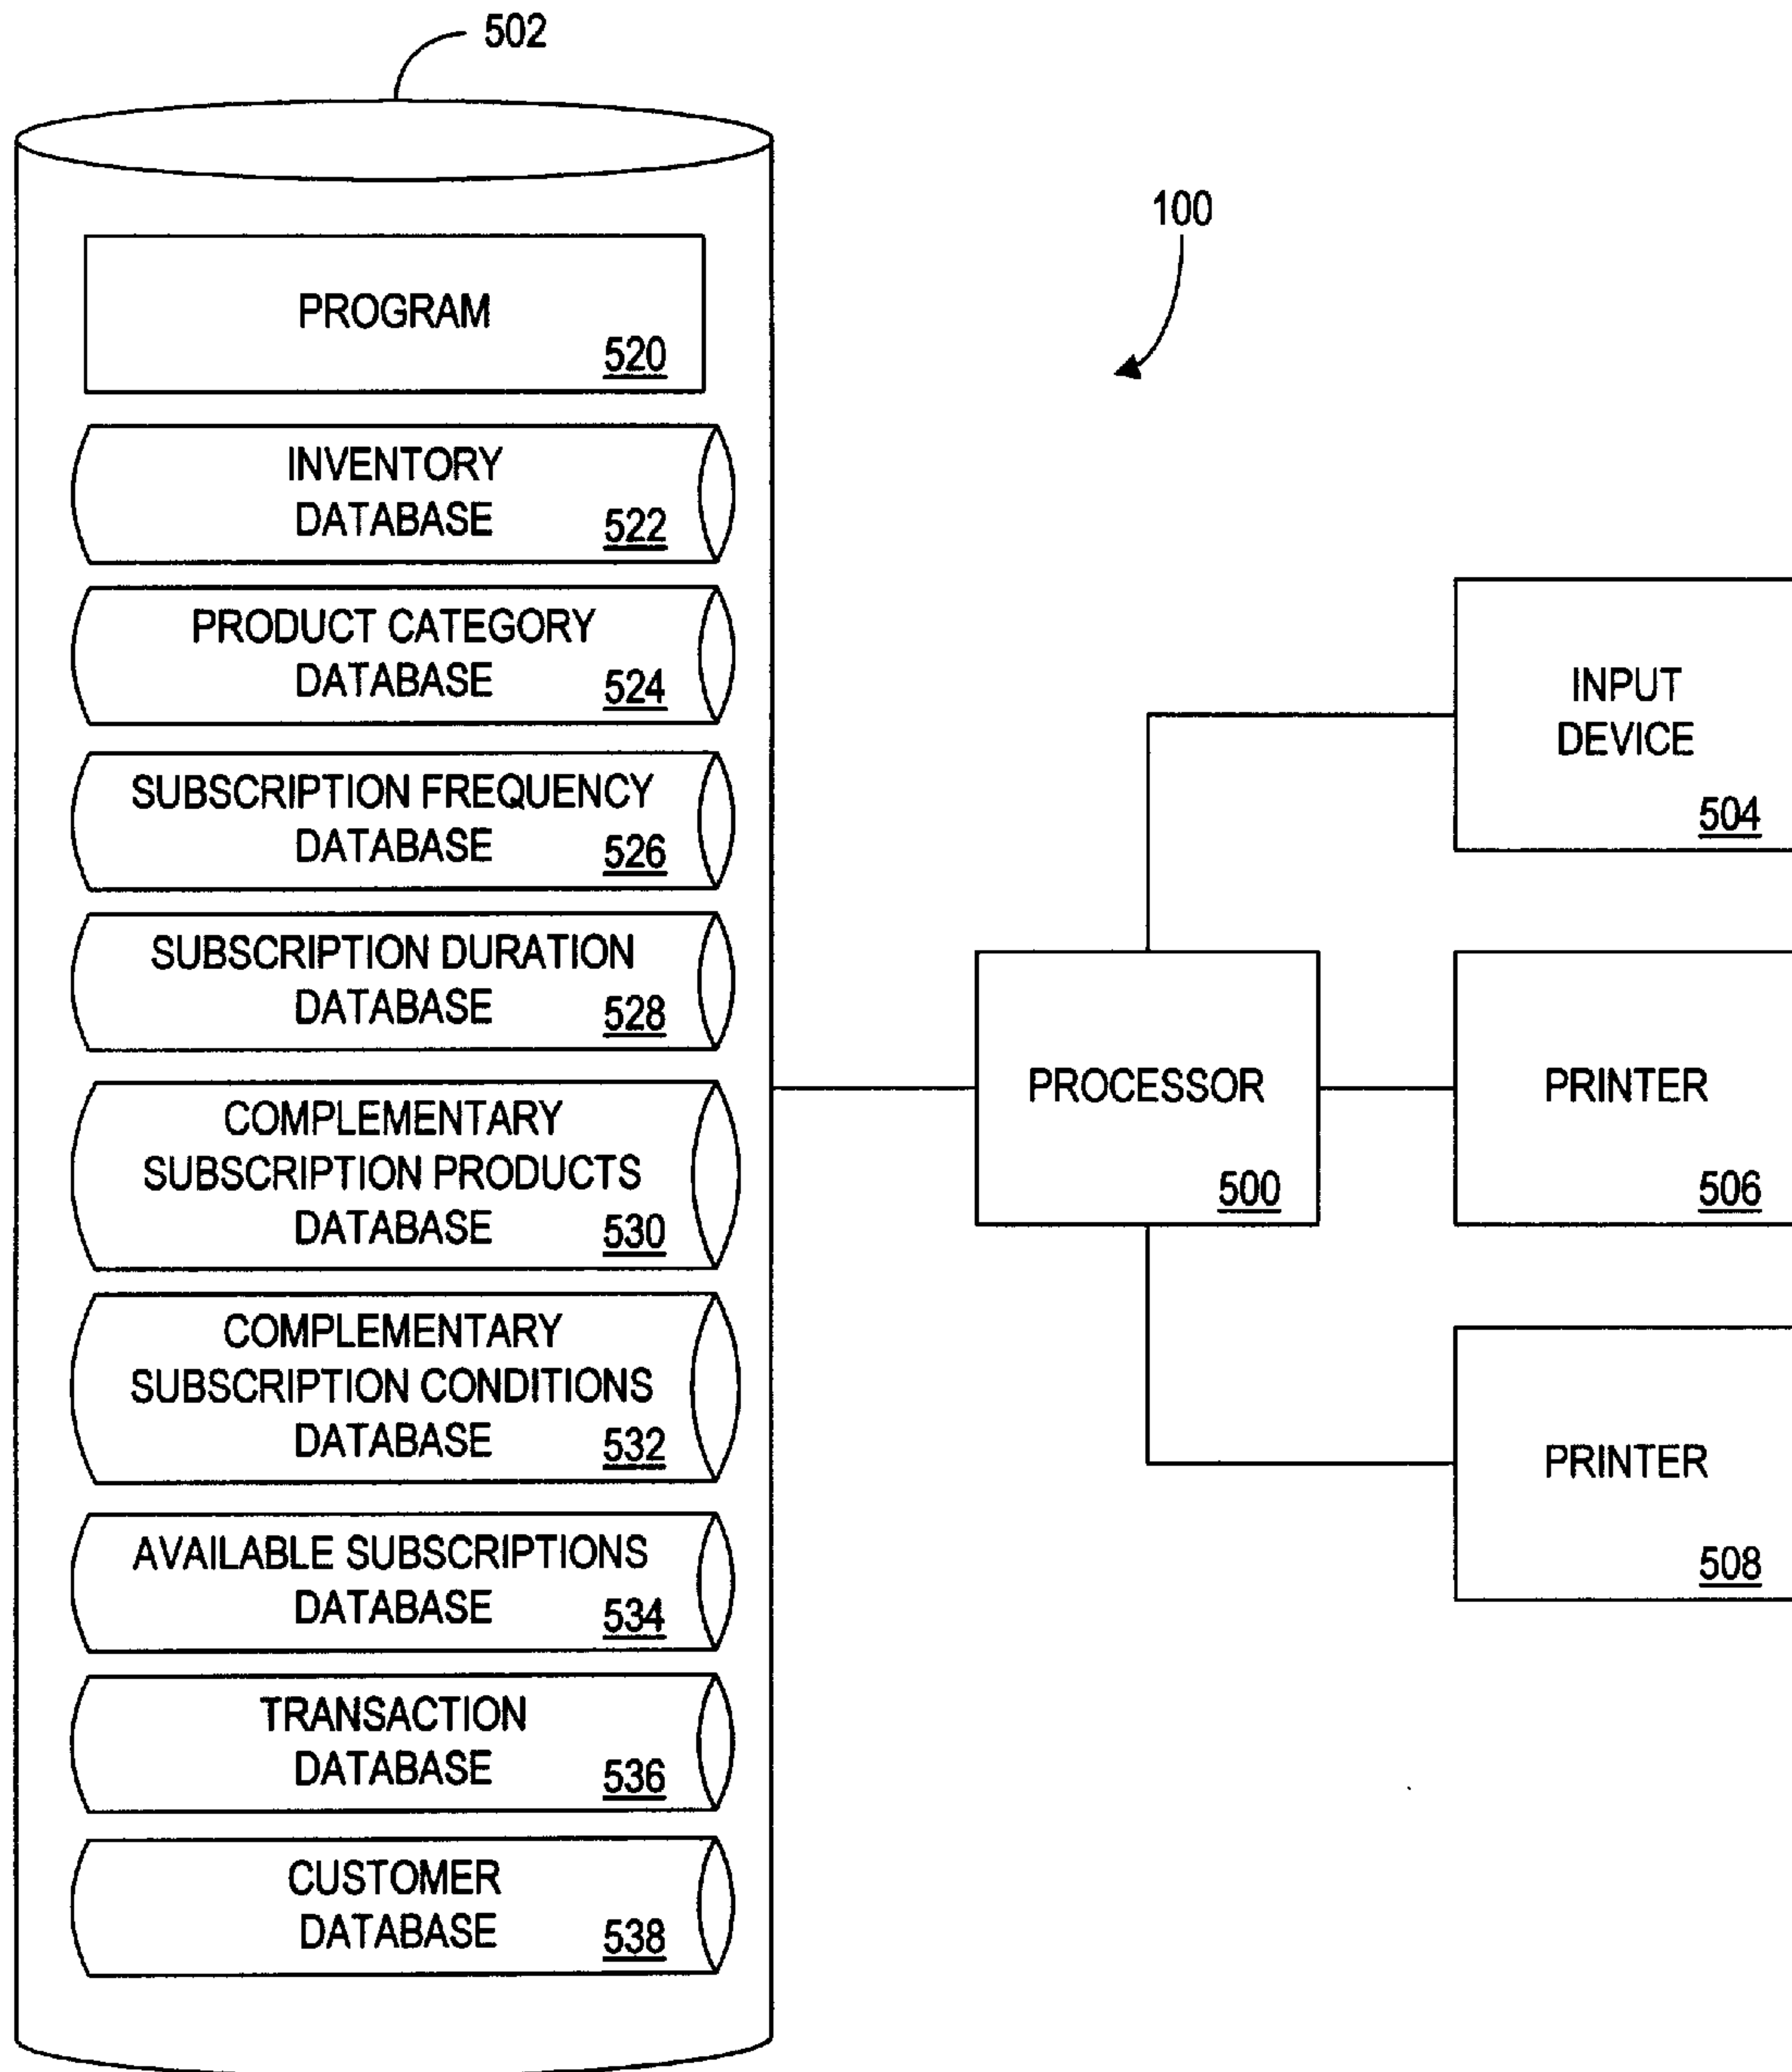 502
100
PROGRAM
520
INVENTORY
DATABASE
522
PRODUCT CATEGORY
DATABASE
524
SUBSCRIPTION FREQUENCY
DATABASE
526
SUBSCRIPTION DURATION
DATABASE
528
COMPLEMENTARY
SUBSCRIPTION PRODUCTS
DATABASE
530
COMPLEMENTARY
SUBSCRIPTION CONDITIONS
DATABASE
532
AVAILABLE SUBSCRIPTIONS
DATABASE
534
TRANSACTION
DATABASE
536
CUSTOMER
DATABASE
538
PROCESSOR
500
INPUT
DEVICE
504
PRINTER
506
PRINTER
508